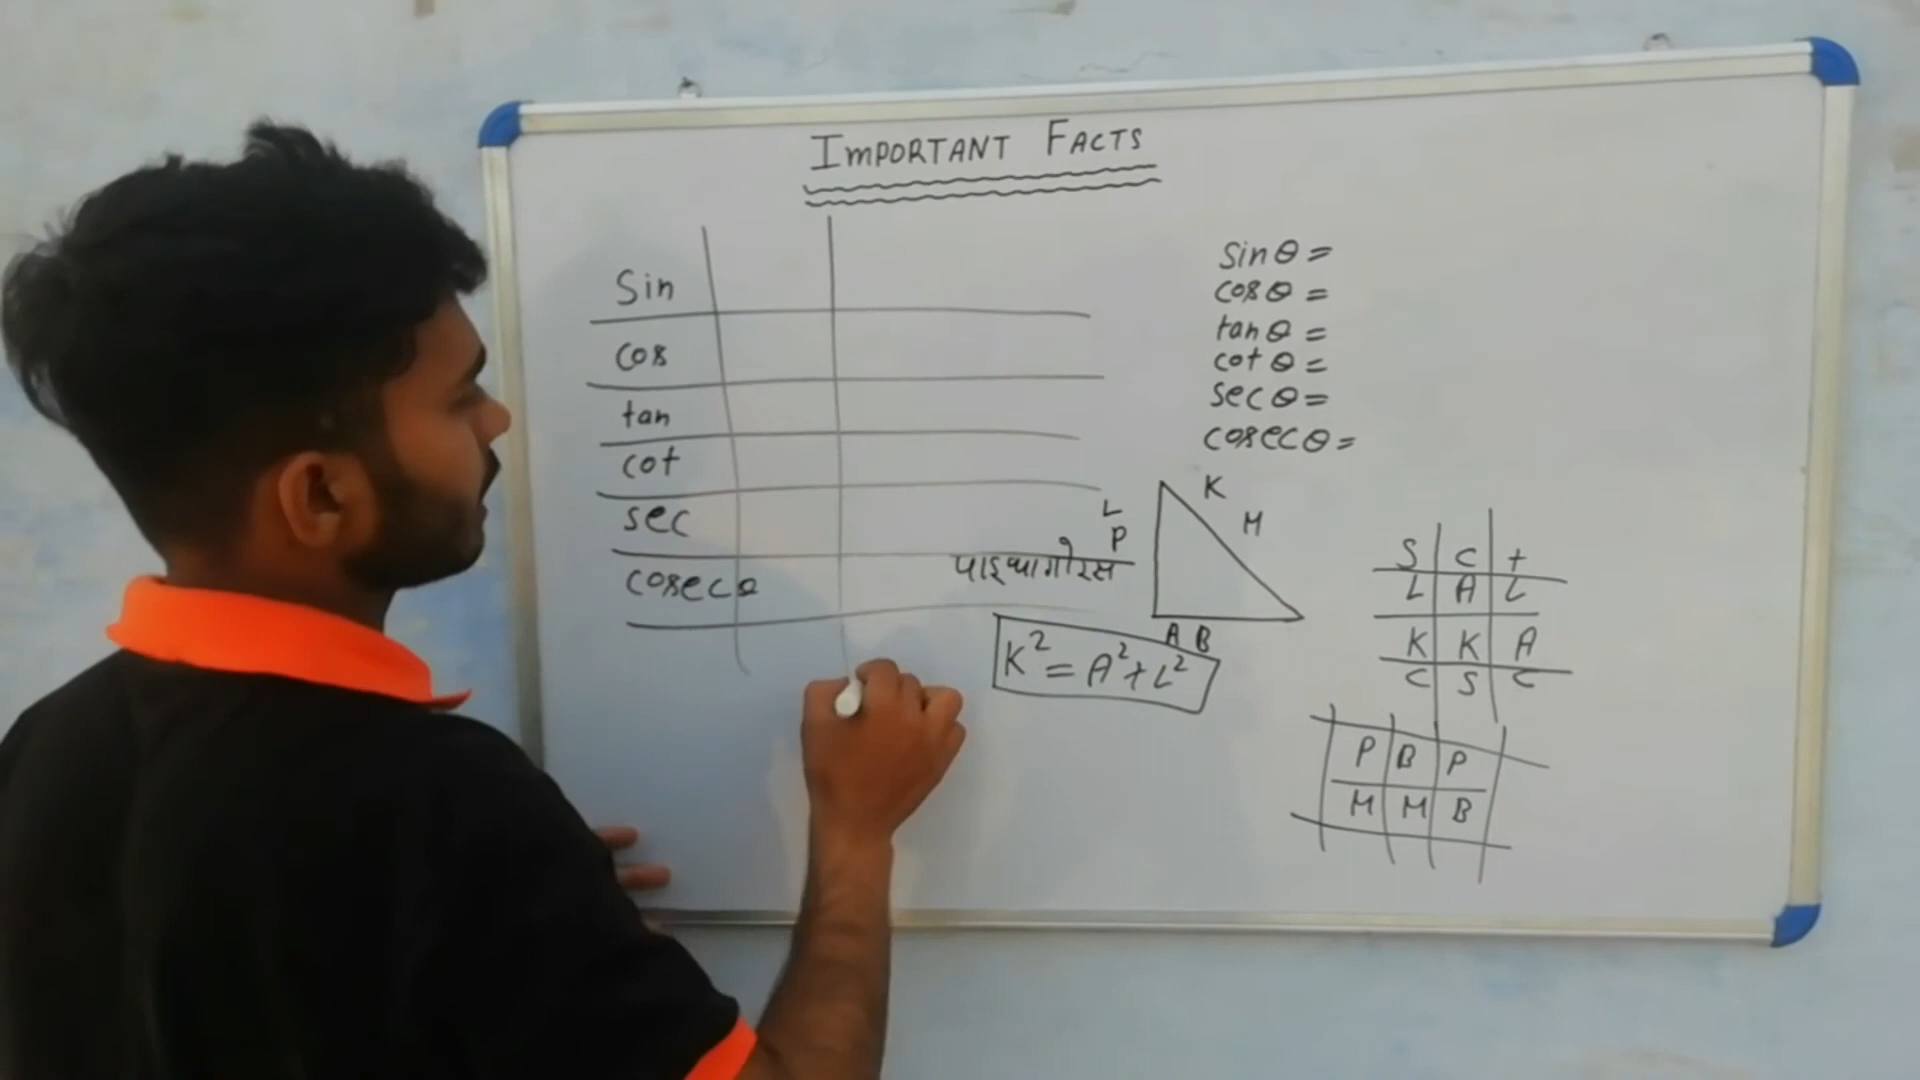 IMPORTANT FACTS
Sin
cos
tan
cot
sec
cosecθ
sinθ =
cosθ =
tanθ =
cotθ =
secθ =
cosecθ =
K
L
H
P
पाइथागोरस
A B
K² = A² + L²
S C t
L A L
K K A
C S C
P B P
H H B